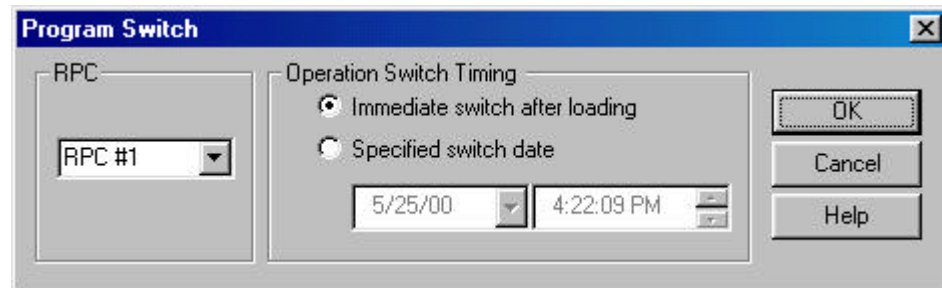 Program Switch
RPC
RPC #1
Operation Switch Timing
Immediate switch after loading
Specified switch date
5/25/00 4:22:09 PM
OK
Cancel
Help